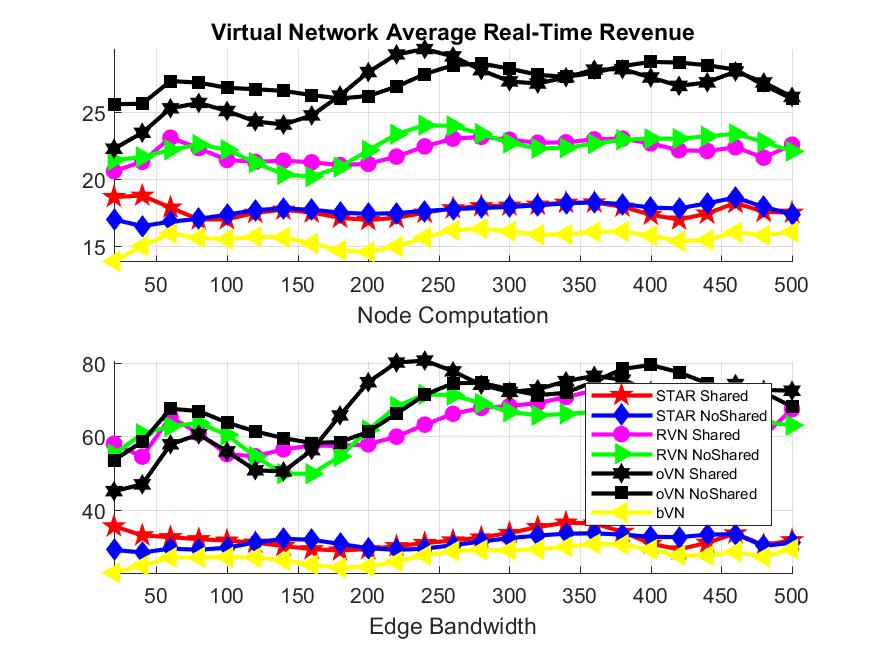 Virtual Network Average Real-Time Revenue
25
20
15
50 100 150 200 250 300 350 400 450 500
Node Computation
80
60
40
STAR Shared
STAR NoShared
RVN Shared
RVN NoShared
oVN Shared
oVN NoShared
bVN
50 100 150 200 250 300 350 400 450 500
Edge Bandwidth